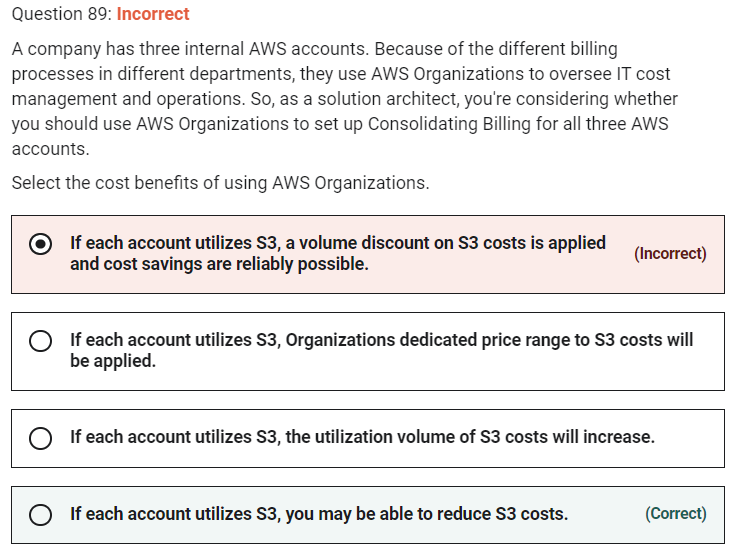 Question 89: Incorrect
A company has three internal AWS accounts. Because of the different billing
processes in different departments, they use AWS Organizations to oversee IT cost
management and operations. So, as a solution architect, you're considering whether
you should use AWS Organizations to set up Consolidating Billing for all three AWS
accounts.
Select the cost benefits of using AWS Organizations.
If each account utilizes S3, a volume discount on S3 costs is applied
and cost savings are reliably possible.
(Incorrect)
If each account utilizes S3, Organizations dedicated price range to S3 costs will
be applied.
If each account utilizes S3, the utilization volume of S3 costs will increase.
If each account utilizes S3, you may be able to reduce S3 costs.
(Correct)